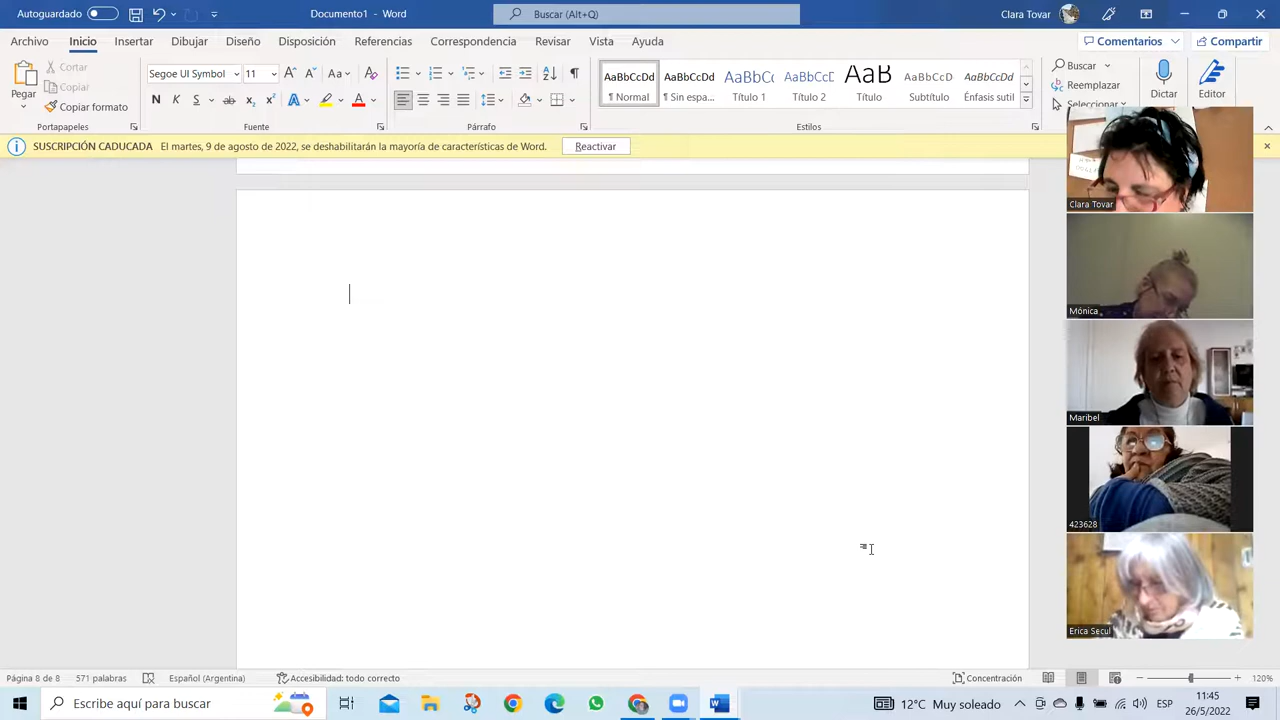 Autoguardado
Documento1 - Word
Buscar (Alt+Q)
Clara Tovar
Archivo Inicio Insertar Dibujar Diseño Disposición Referencias Correspondencia Revisar Vista Ayuda
Comentarios Compartir
Pegar
Cortar
Copiar
Copiar formato
Portapapeles
Segoe UI Symbol 11
N K S
Fuente
Párrafo
AaBbCcDd
¶ Normal
AaBbCcDd
¶ Sin espa...
AaBbCc
Título 1
AaBbCcD
Título 2
AaB
Título
AaBbCcD
Subtítulo
AaBbCcDd
Énfasis sutil
Estilos
Buscar
Reemplazar
Seleccionar
Dictar
Editor
SUSCRIPCIÓN CADUCADA El martes, 9 de agosto de 2022, se deshabilitarán la mayoría de características de Word. Reactivar
Clara Tovar
Mónica
Maribel
423628
Erica Secul
Página 8 de 8 571 palabras Español (Argentina) Accesibilidad: todo correcto
Concentración
120%
Escribe aquí para buscar
12°C Muy soleado
ESP
11:45
26/5/2022